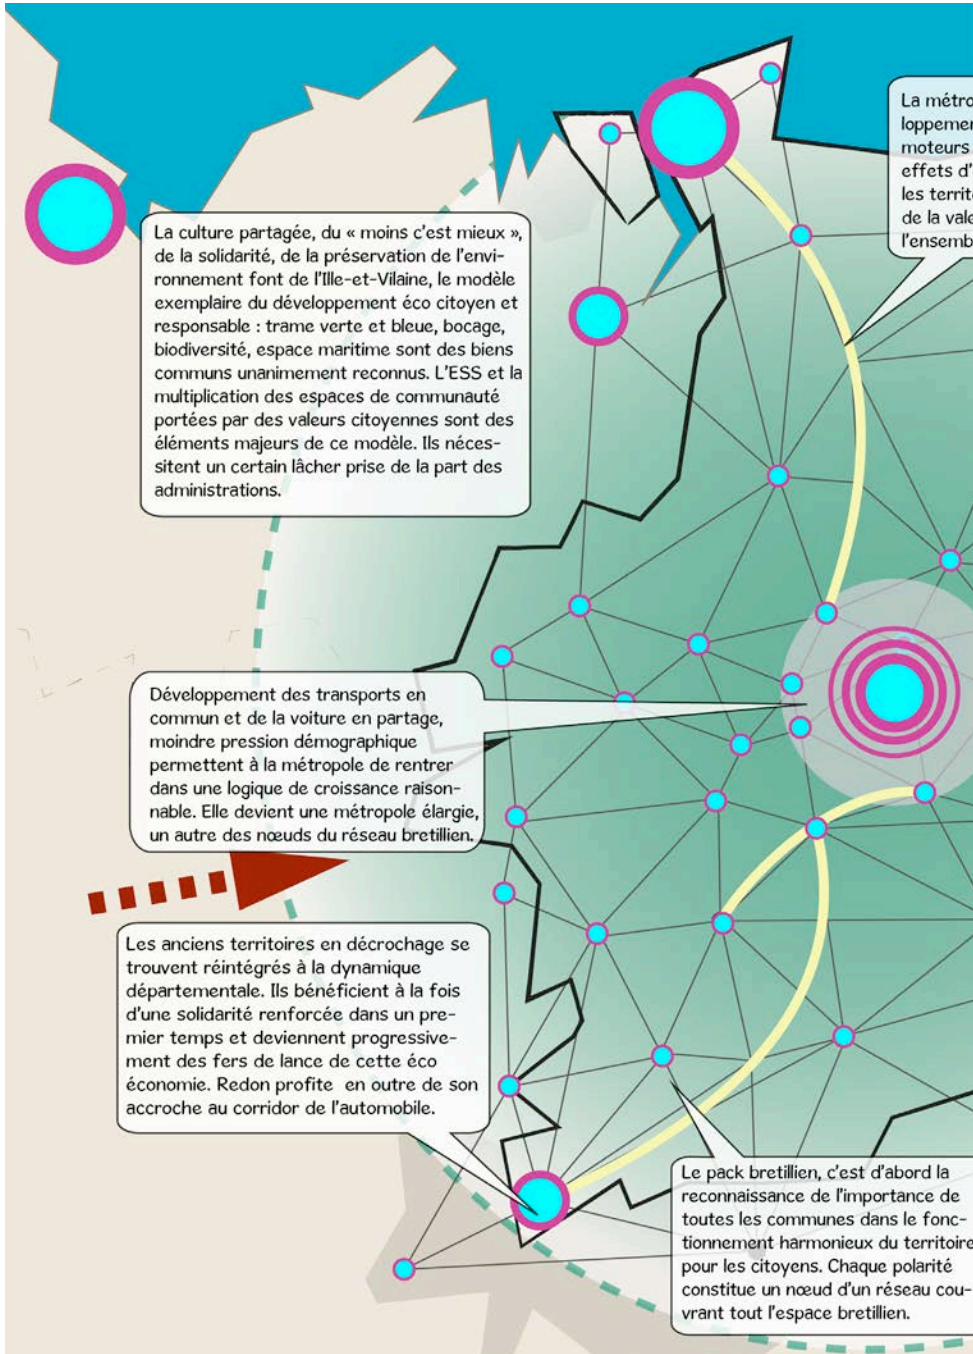 La métro
loppemen
moteurs
effets d'
les territo
de la vale
l'ensemb
La culture partagée, du « moins c'est mieux »,
de la solidarité, de la préservation de l'envi-
ronnement font de l'Ille-et-Vilaine, le modèle
exemplaire du développement éco citoyen et
responsable : trame verte et bleue, bocage,
biodiversité, espace maritime sont des biens
communs unanimement reconnus. L'ESS et la
multiplication des espaces de communauté
portées par des valeurs citoyennes sont des
éléments majeurs de ce modèle. Ils néces-
sitent un certain lâcher prise de la part des
administrations.
Développement des transports en
commun et de la voiture en partage,
moindre pression démographique
permettent à la métropole de rentrer
dans une logique de croissance raison-
nable. Elle devient une métropole élargie,
un autre des nœuds du réseau bretillien.
Les anciens territoires en décrochage se
trouvent réintégrés à la dynamique
départementale. Ils bénéficient à la fois
d'une solidarité renforcée dans un pre-
mier temps et deviennent progressive-
ment des fers de lance de cette éco
économie. Redon profite en outre de son
accroche au corridor de l'automobile.
Le pack bretillien, c'est d'abord la
reconnaissance de l'importance de
toutes les communes dans le fonc-
tionnement harmonieux du territoire
pour les citoyens. Chaque polarité
constitue un nœud d'un réseau cou-
vrant tout l'espace bretillien.